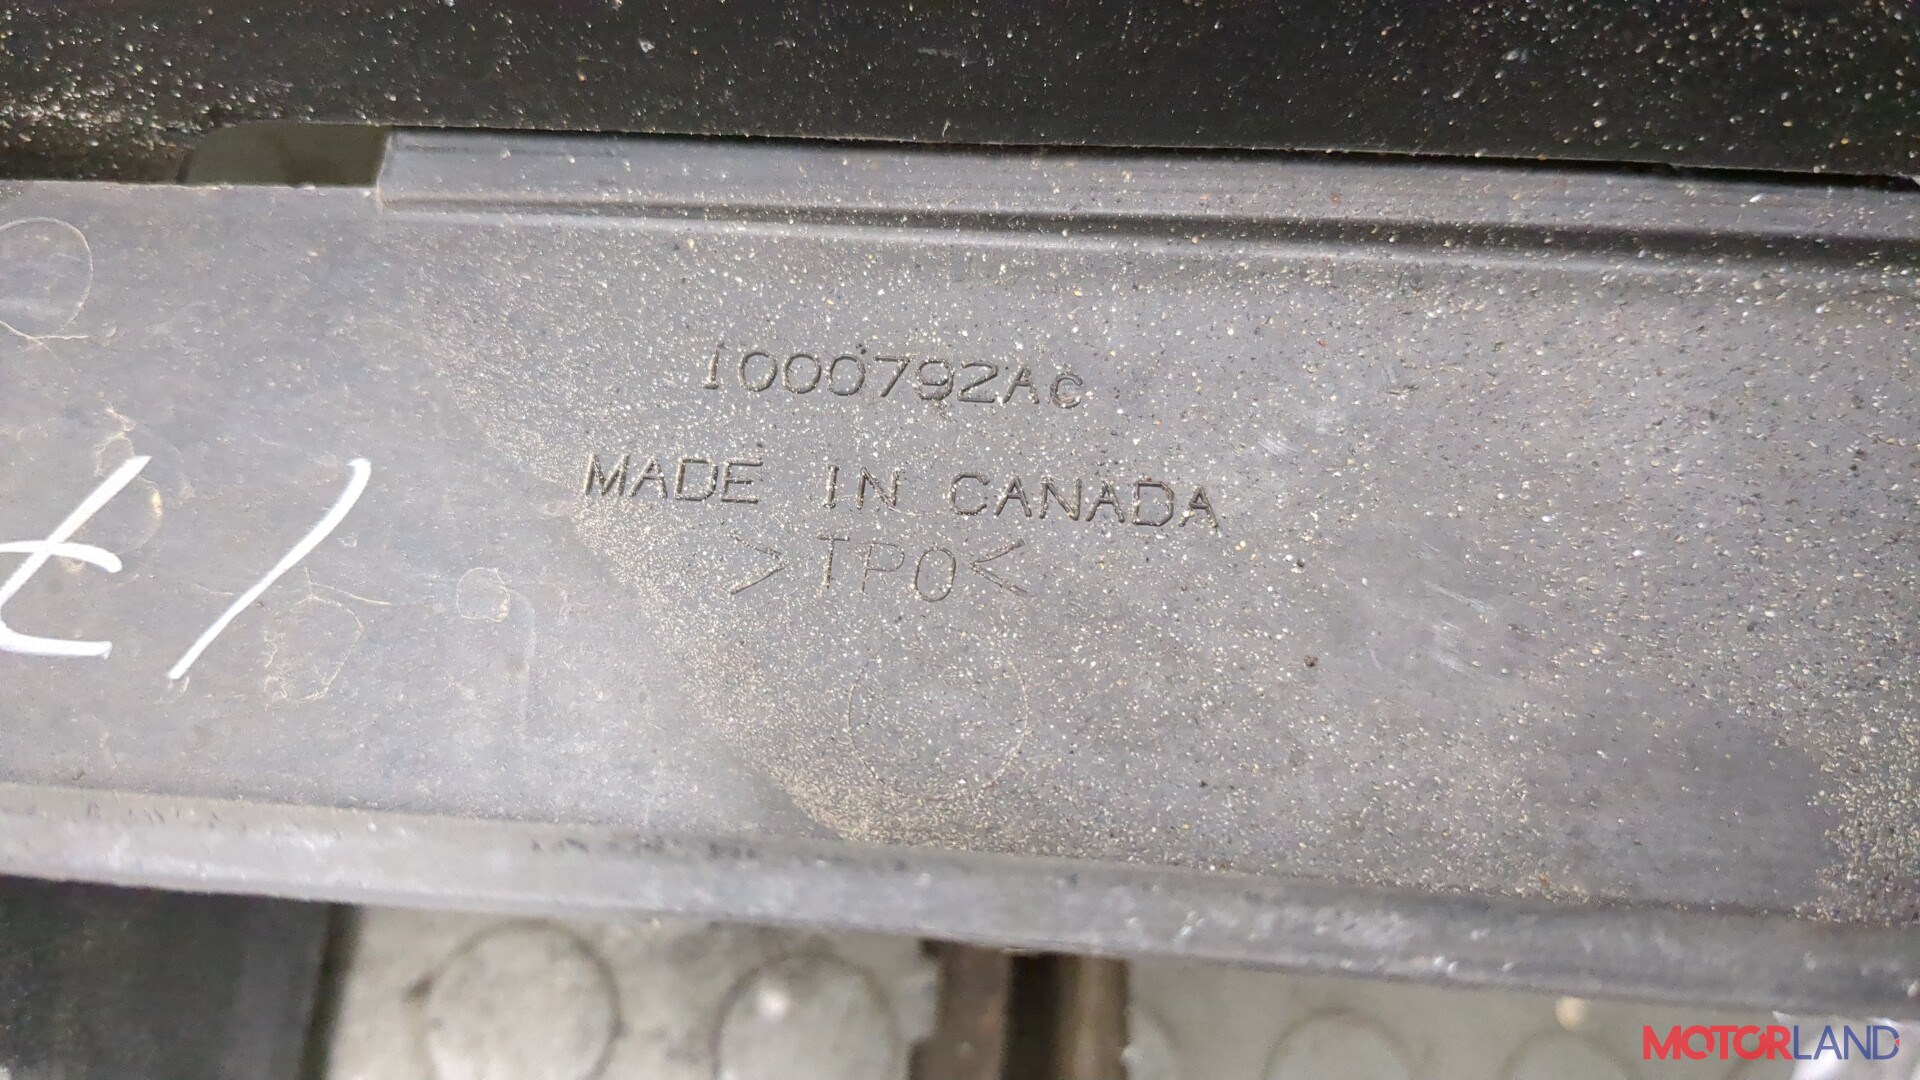 1000792AC
MADE IN CANADA
>TPO<
MOTORLAND